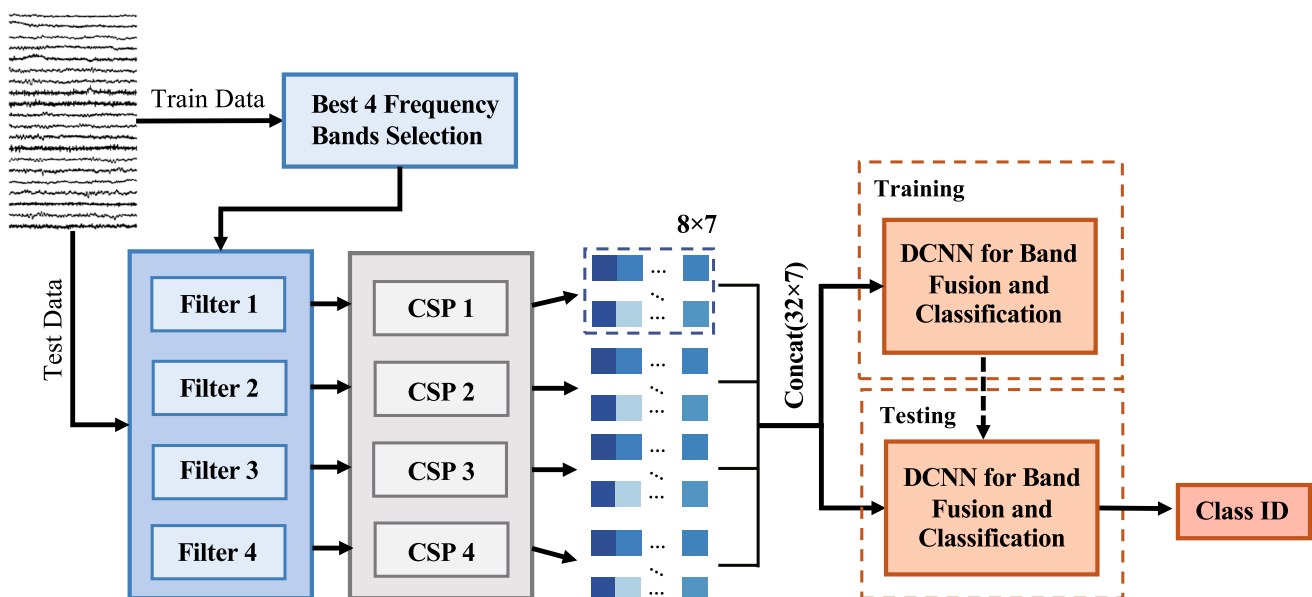 Train Data
Best 4 Frequency
Bands Selection
Test Data
Filter 1
Filter 2
Filter 3
Filter 4
CSP 1
CSP 2
CSP 3
CSP 4
8×7
...
...
...
...
...
...
...
...
...
...
...
...
Concat(32×7)
Training
DCNN for Band
Fusion and
Classification
Testing
DCNN for Band
Fusion and
Classification
Class ID